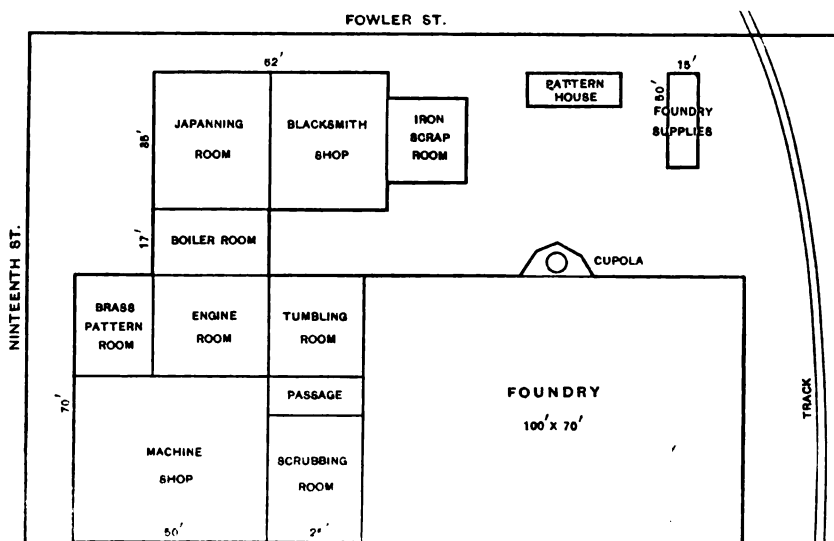 FOWLER ST.
62'
15'
PATTERN
HOUSE
50'
FOUNDRY
SUPPLIES
JAPANNING
ROOM
BLACKSMITH
SHOP
IRON
SCRAP
ROOM
17'
BOILER ROOM
CUPOLA
NINTEENTH ST.
BRASS
PATTERN
ROOM
ENGINE
ROOM
TUMBLING
ROOM
PASSAGE
FOUNDRY
100' X 70'
TRACK
70'
MACHINE
SHOP
SCRUBBING
ROOM
50'